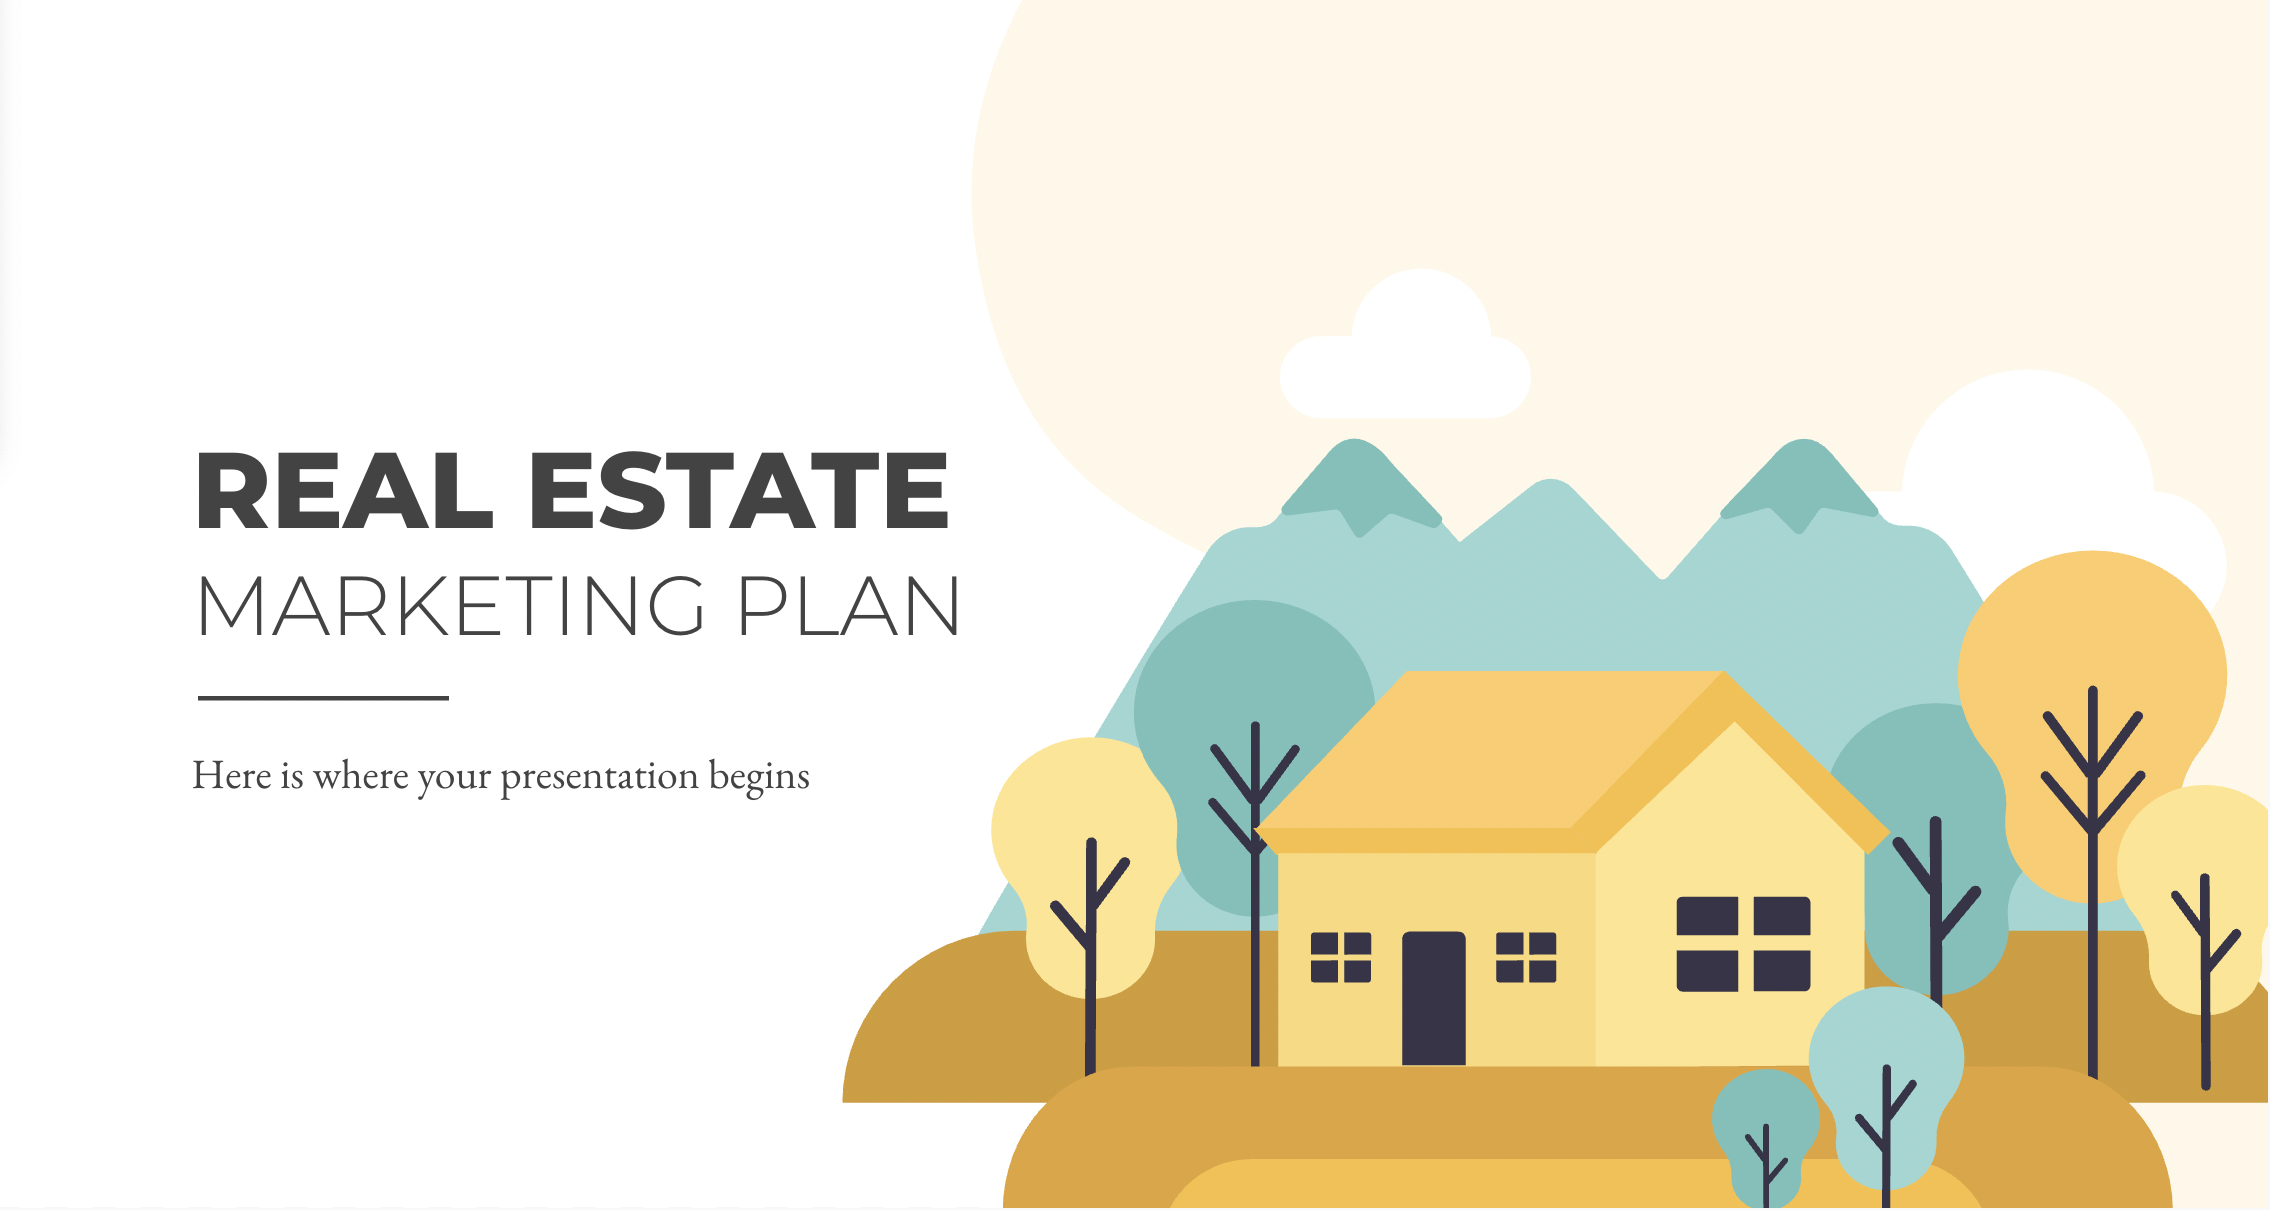 REAL ESTATE
MARKETING PLAN
Here is where your presentation begins